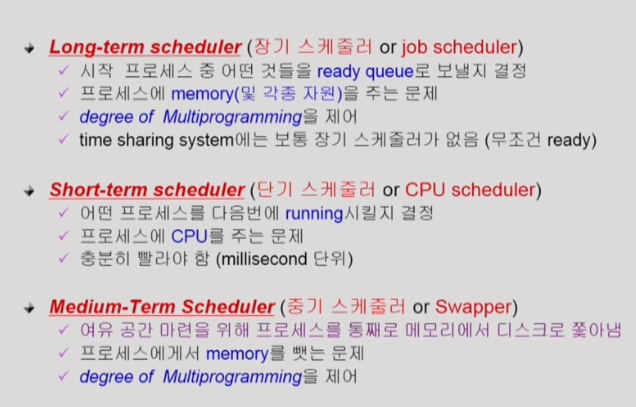 Long-term scheduler (장기 스케줄러 or job scheduler)
시작 프로세스 중 어떤 것들을 ready queue로 보낼지 결정
프로세스에 memory(및 각종 자원)을 주는 문제
degree of Multiprogramming을 제어
time sharing system에는 보통 장기 스케줄러가 없음 (무조건 ready)
Short-term scheduler (단기 스케줄러 or CPU scheduler)
어떤 프로세스를 다음번에 running시킬지 결정
프로세스에 CPU를 주는 문제
충분히 빨라야 함 (millisecond 단위)
Medium-Term Scheduler (중기 스케줄러 or Swapper)
여유 공간 마련을 위해 프로세스를 통째로 메모리에서 디스크로 쫓아냄
프로세스에게서 memory를 뺏는 문제
degree of Multiprogramming을 제어